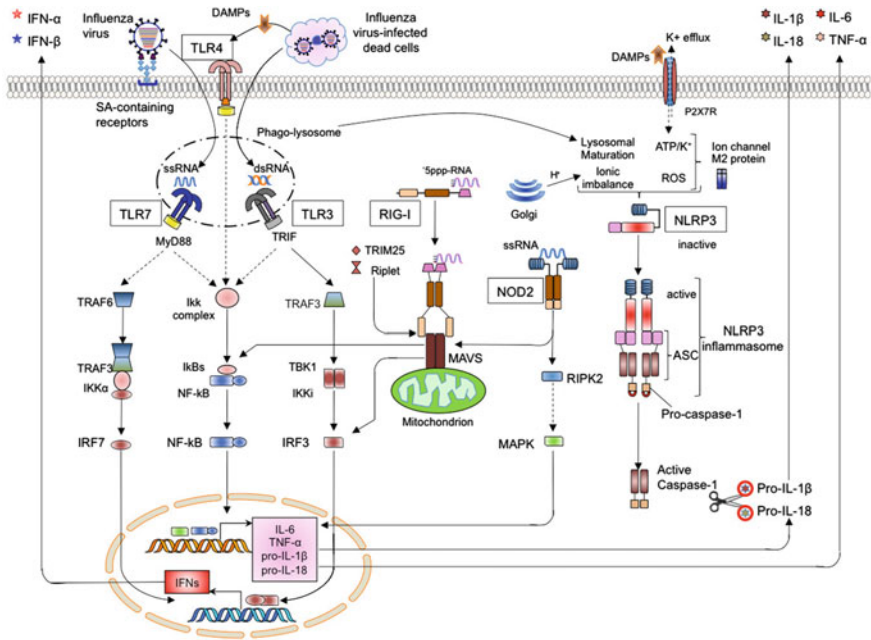 IFN-α
IFN-β
Influenza
virus
DAMPs
TLR4
Influenza
virus-infected
dead cells
K+ efflux
DAMPs
IL-1β
IL-6
IL-18
TNF-α
SA-containing
receptors
P2X7R
Phago-lysosome
Lysosomal
Maturation
ATP/K⁺
Ion channel
M2 protein
ssRNA
dsRNA
'5ppp-RNA
H⁺
Ionic
imbalance
ROS
TLR7
TLR3
RIG-I
Golgi
NLRP3
MyD88
TRIF
inactive
TRIM25
Riplet
ssRNA
NOD2
TRAF6
Ikk
complex
TRAF3
active
NLRP3
inflammasome
ASC
TRAF3
IKKα
IkBs
NF-kB
TBK1
IKKi
MAVS
RIPK2
Pro-caspase-1
Mitochondrion
IRF7
NF-kB
IRF3
MAPK
Active
Caspase-1
Pro-IL-1β
Pro-IL-18
IL-6
TNF-α
pro-IL-1β
pro-IL-18
IFNs